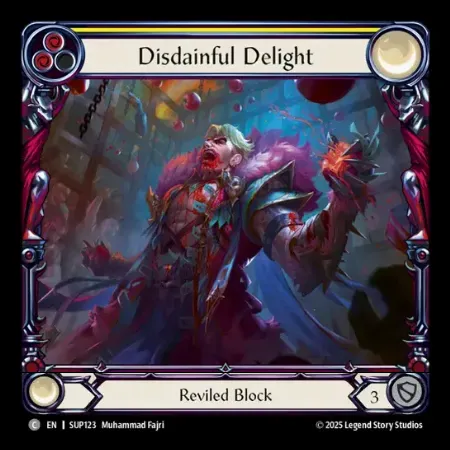 Disdainful Delight
Reviled Block
3
C EN | SUP123 Muhammad Fajri
© 2025 Legend Story Studios